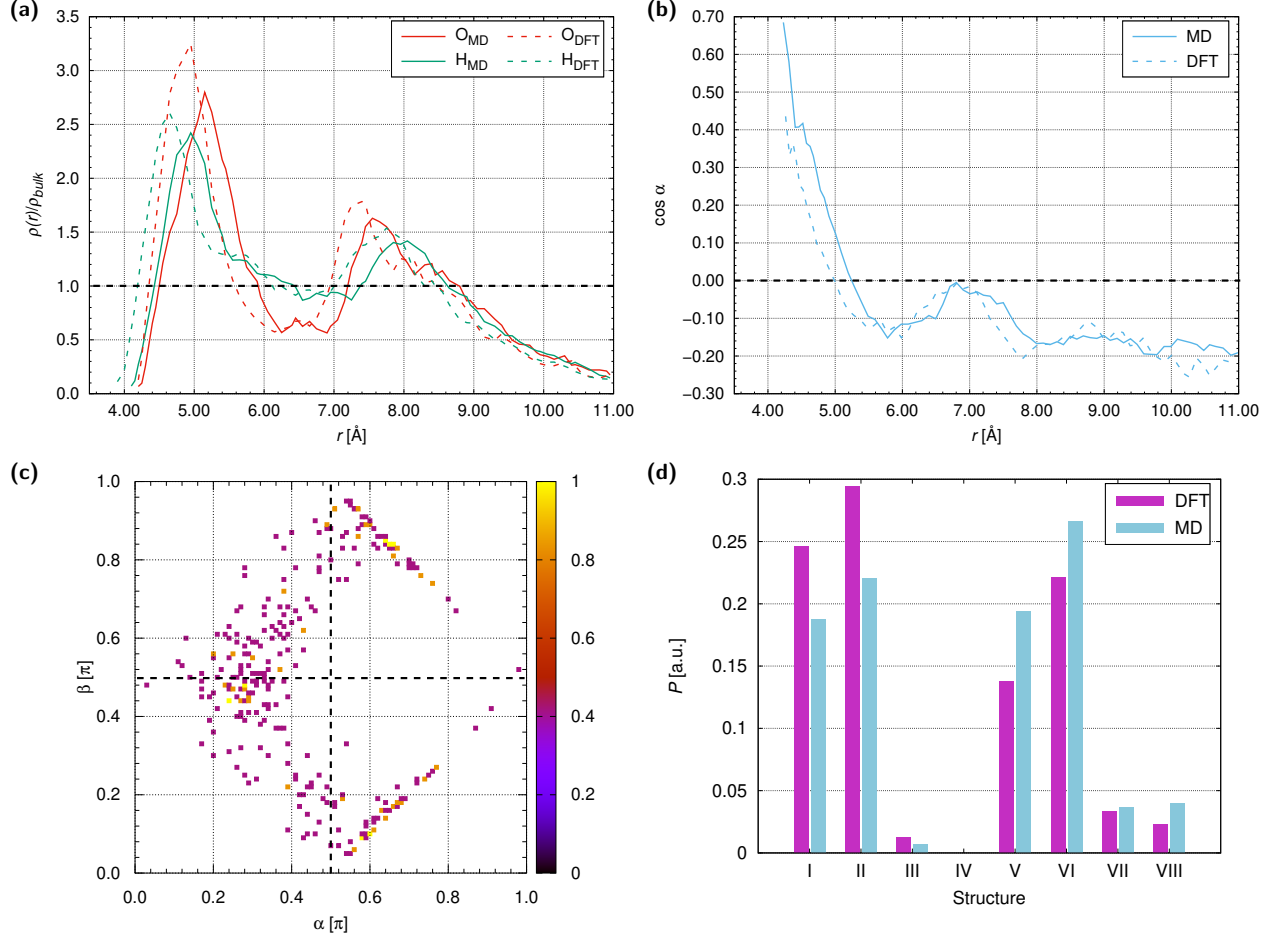 (a)
3.5
3.0
2.5
2.0
1.5
1.0
0.5
0.0
ρ(r)/ρbulk
O_MD
H_MD
O_DFT
H_DFT
4.00 5.00 6.00 7.00 8.00 9.00 10.00 11.00
r [Å]
(b)
0.70
0.60
0.50
0.40
0.30
0.20
0.10
0.00
−0.10
−0.20
−0.30
cos α
MD
DFT
4.00 5.00 6.00 7.00 8.00 9.00 10.00 11.00
r [Å]
(c)
1.0
0.8
0.6
0.4
0.2
0.0
β [π]
0.0 0.2 0.4 0.6 0.8 1.0
α [π]
1
0.8
0.6
0.4
0.2
0
(d)
0.3
0.25
0.2
0.15
0.1
0.05
0
P [a.u.]
DFT
MD
I II III IV V VI VII VIII
Structure